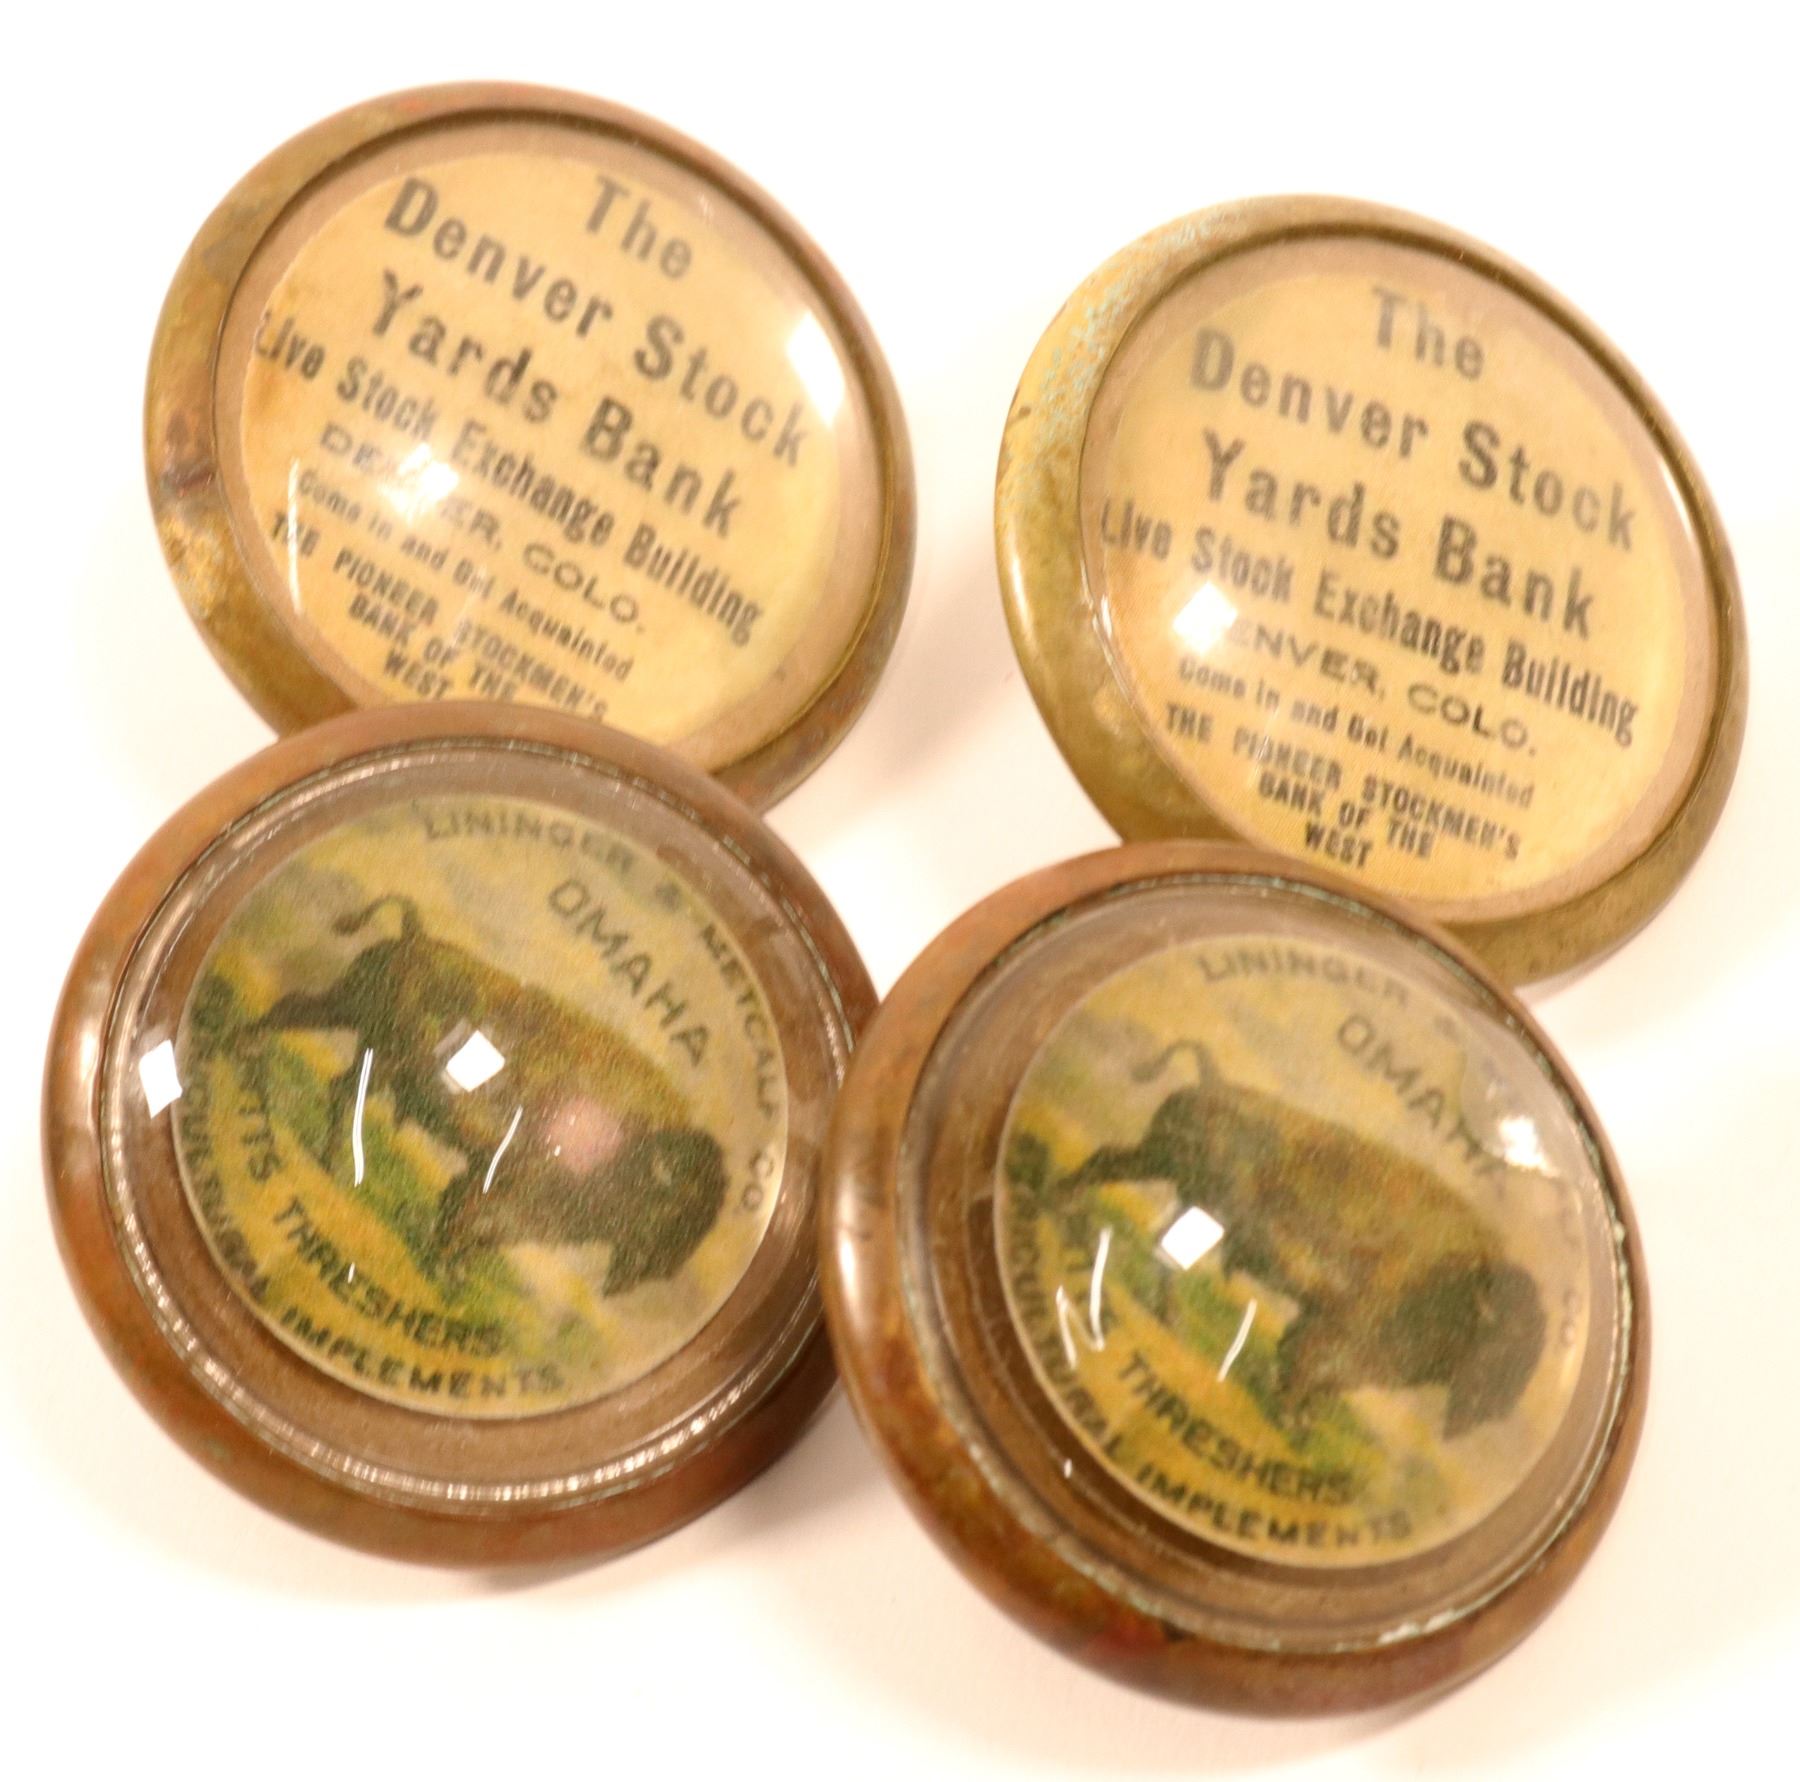 The
Denver Stock
Yards Bank
Live Stock Exchange Building
DENVER, COLO.
Come in and Get Acquainted
THE PIONEER STOCKMEN'S
BANK OF THE
WEST
The
Denver Stock
Yards Bank
Live Stock Exchange Building
DENVER, COLO.
Come in and Get Acquainted
THE PIONEER STOCKMEN'S
BANK OF THE
WEST
LININGER & METCALF CO.
OMAHA
THRESHERS
IMPLEMENTS
LININGER &
OMAHA
CO.
THRESHERS
IMPLEMENTS